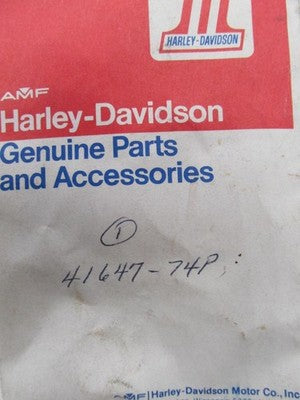 HARLEY-DAVIDSON
AMF
Harley-Davidson
Genuine Parts
and Accessories
1
41647-74P
AMF | Harley-Davidson Motor Co., Inc